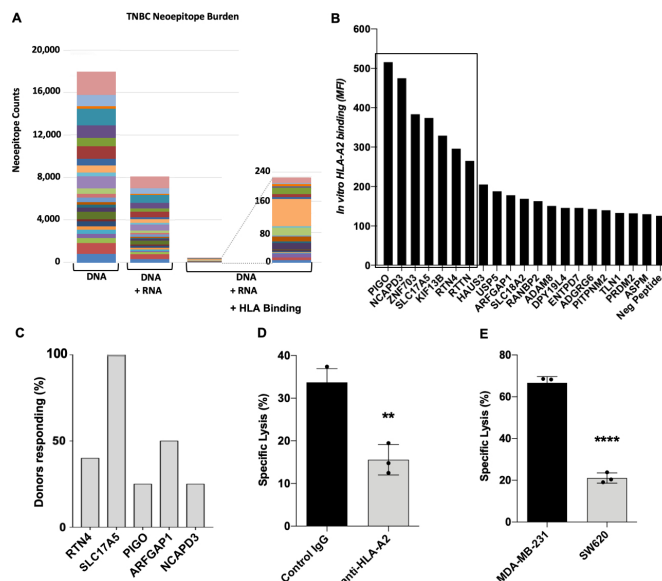 A
TNBC Neoepitope Burden
20,000
16,000
12,000
8,000
4,000
0
Neoepitope Counts
240
160
80
0
DNA
DNA
+ RNA
DNA
+ RNA
+ HLA Binding
B
In vitro HLA-A2 binding (MFI)
600
500
400
300
200
100
0
PIGO
NCAPD3
ZNF703
SLC17A5
KIF13B
RTN4
RTTN
HAUS3
USP5
ARFGAP1
SLC18A2
RANBP2
ADAM8
DPY19L4
ENTPD7
ADGRG6
PITPNM2
TLN1
PRDM2
ASPM
Neg Peptide
C
Donors responding (%)
100
50
0
RTN4
SLC17A5
PIGO
ARFGAP1
NCAPD3
D
Specific Lysis (%)
40
30
20
10
0
**
Control IgG
anti-HLA-A2
E
Specific Lysis (%)
80
60
40
20
0
****
MDA-MB-231
SW620